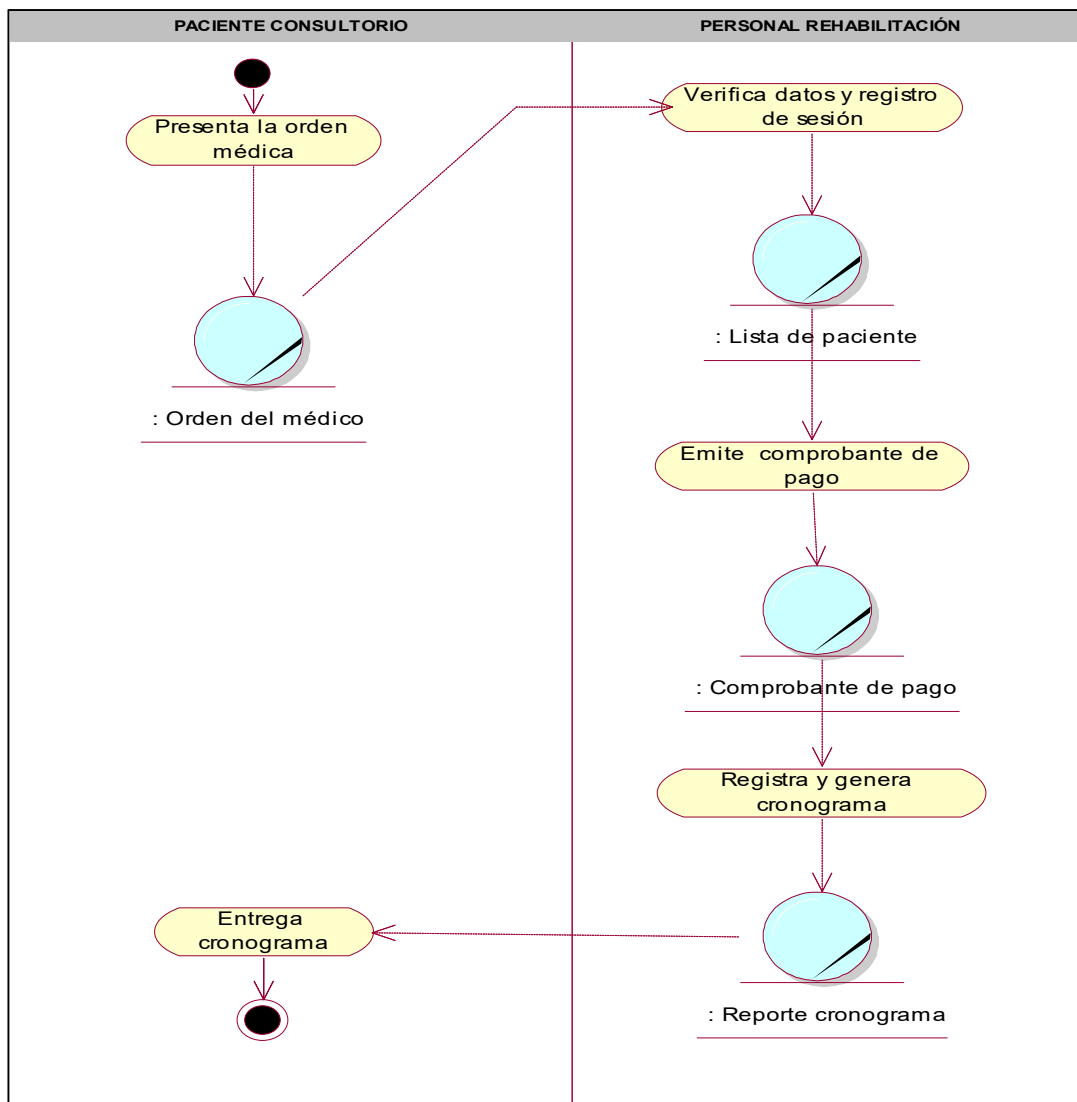 PACIENTE CONSULTORIO
PERSONAL REHABILITACIÓN
Presenta la orden
médica
: Orden del médico
Verifica datos y registro
de sesión
: Lista de paciente
Emite comprobante de
pago
: Comprobante de pago
Registra y genera
cronograma
: Reporte cronograma
Entrega
cronograma